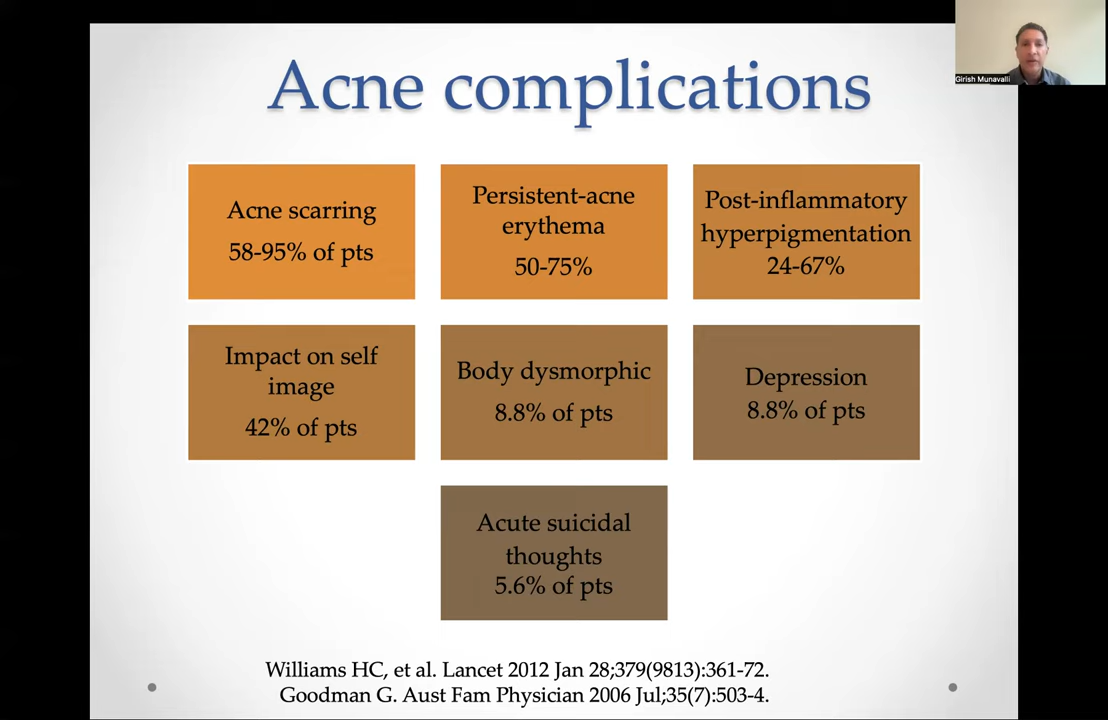 Girish Munavalli
Acne complications
Acne scarring
58-95% of pts
Persistent-acne
erythema
50-75%
Post-inflammatory
hyperpigmentation
24-67%
Impact on self
image
42% of pts
Body dysmorphic
8.8% of pts
Depression
8.8% of pts
Acute suicidal
thoughts
5.6% of pts
Williams HC, et al. Lancet 2012 Jan 28;379(9813):361-72.
Goodman G. Aust Fam Physician 2006 Jul;35(7):503-4.